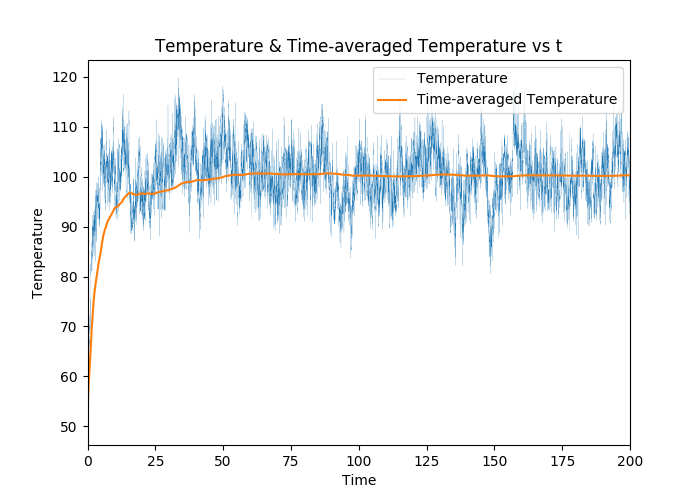 Temperature & Time-averaged Temperature vs t
Temperature
Time-averaged Temperature
120
110
100
90
80
70
60
50
Temperature
0 25 50 75 100 125 150 175 200
Time